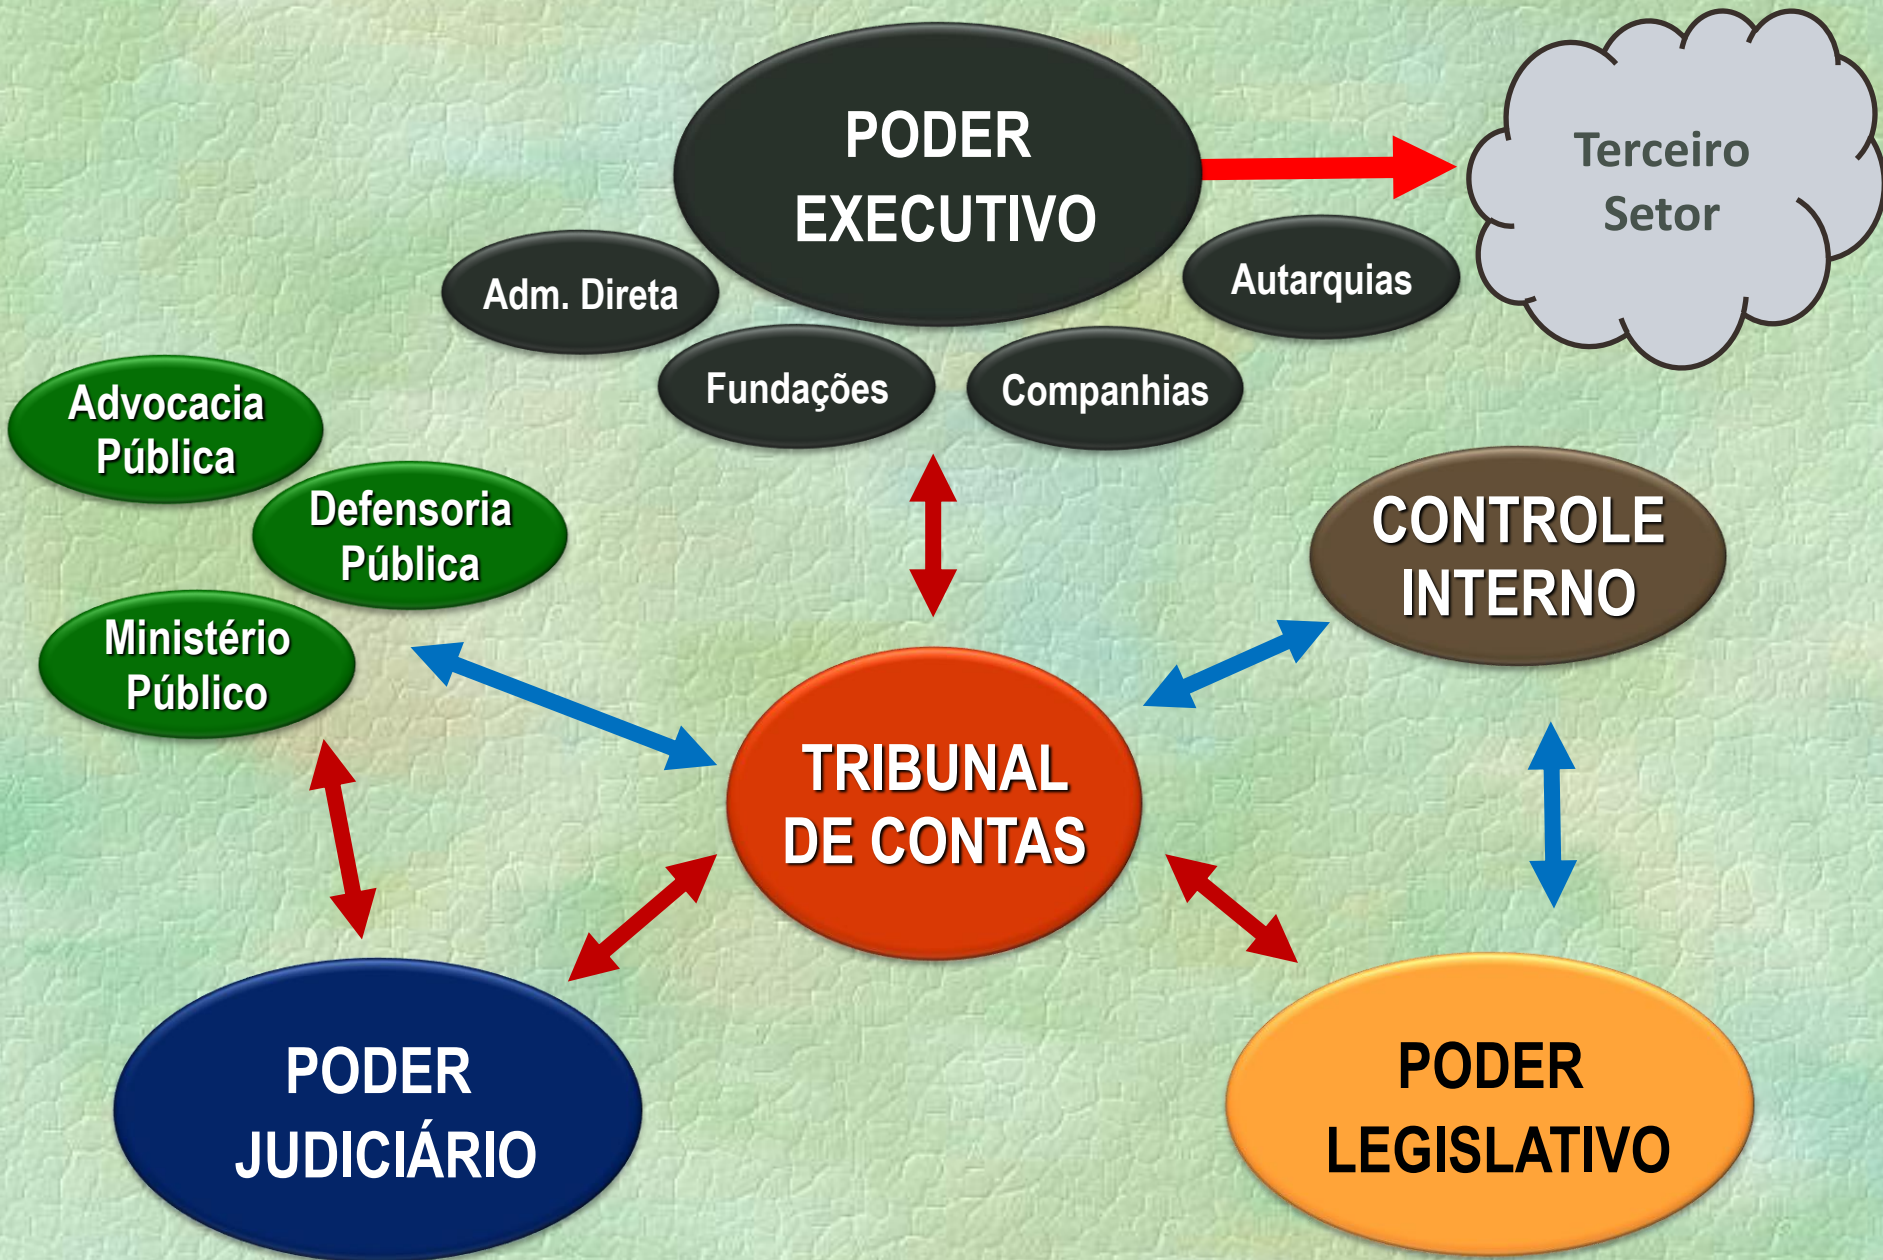 PODER
EXECUTIVO
Terceiro
Setor
Adm. Direta
Autarquias
Fundações
Companhias
Advocacia
Pública
Defensoria
Pública
Ministério
Público
CONTROLE
INTERNO
TRIBUNAL
DE CONTAS
PODER
JUDICIÁRIO
PODER
LEGISLATIVO